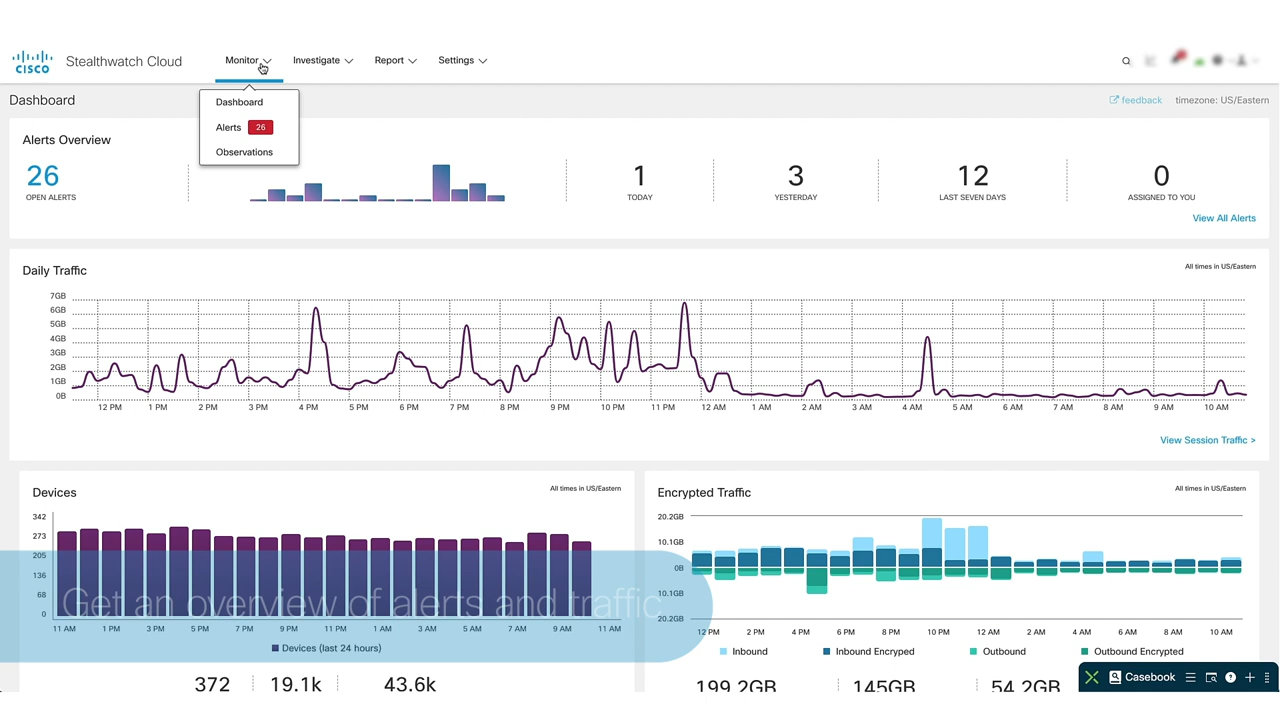 CISCO
Stealthwatch Cloud
Monitor
Investigate
Report
Settings
Dashboard
feedback
timezone: US/Eastern
Dashboard
Alerts 26
Observations
Alerts Overview
26
OPEN ALERTS
1
TODAY
3
YESTERDAY
12
LAST SEVEN DAYS
0
ASSIGNED TO YOU
View All Alerts
Daily Traffic
All times in US/Eastern
7GB
6GB
5GB
4GB
3GB
2GB
1GB
0B
12 PM 1 PM 2 PM 3 PM 4 PM 5 PM 6 PM 7 PM 8 PM 9 PM 10 PM 11 PM 12 AM 1 AM 2 AM 3 AM 4 AM 5 AM 6 AM 7 AM 8 AM 9 AM 10 AM
View Session Traffic >
Devices
All times in US/Eastern
342
273
205
136
68
0
11 AM 1 PM 3 PM 5 PM 7 PM 9 PM 11 PM 1 AM 3 AM 5 AM 7 AM 9 AM 11 AM
Devices (last 24 hours)
372 19.1k 43.6k
Get an overview of alerts and traffic
Encrypted Traffic
All times in US/Eastern
20.2GB
10.1GB
0B
10.1GB
20.2GB
12 PM 2 PM 4 PM 6 PM 8 PM 10 PM 12 AM 2 AM 4 AM 6 AM 8 AM 10 AM
Inbound
Inbound Encryped
Outbound
Outbound Encrypted
199.2GB 145GB 54.2GB
Casebook